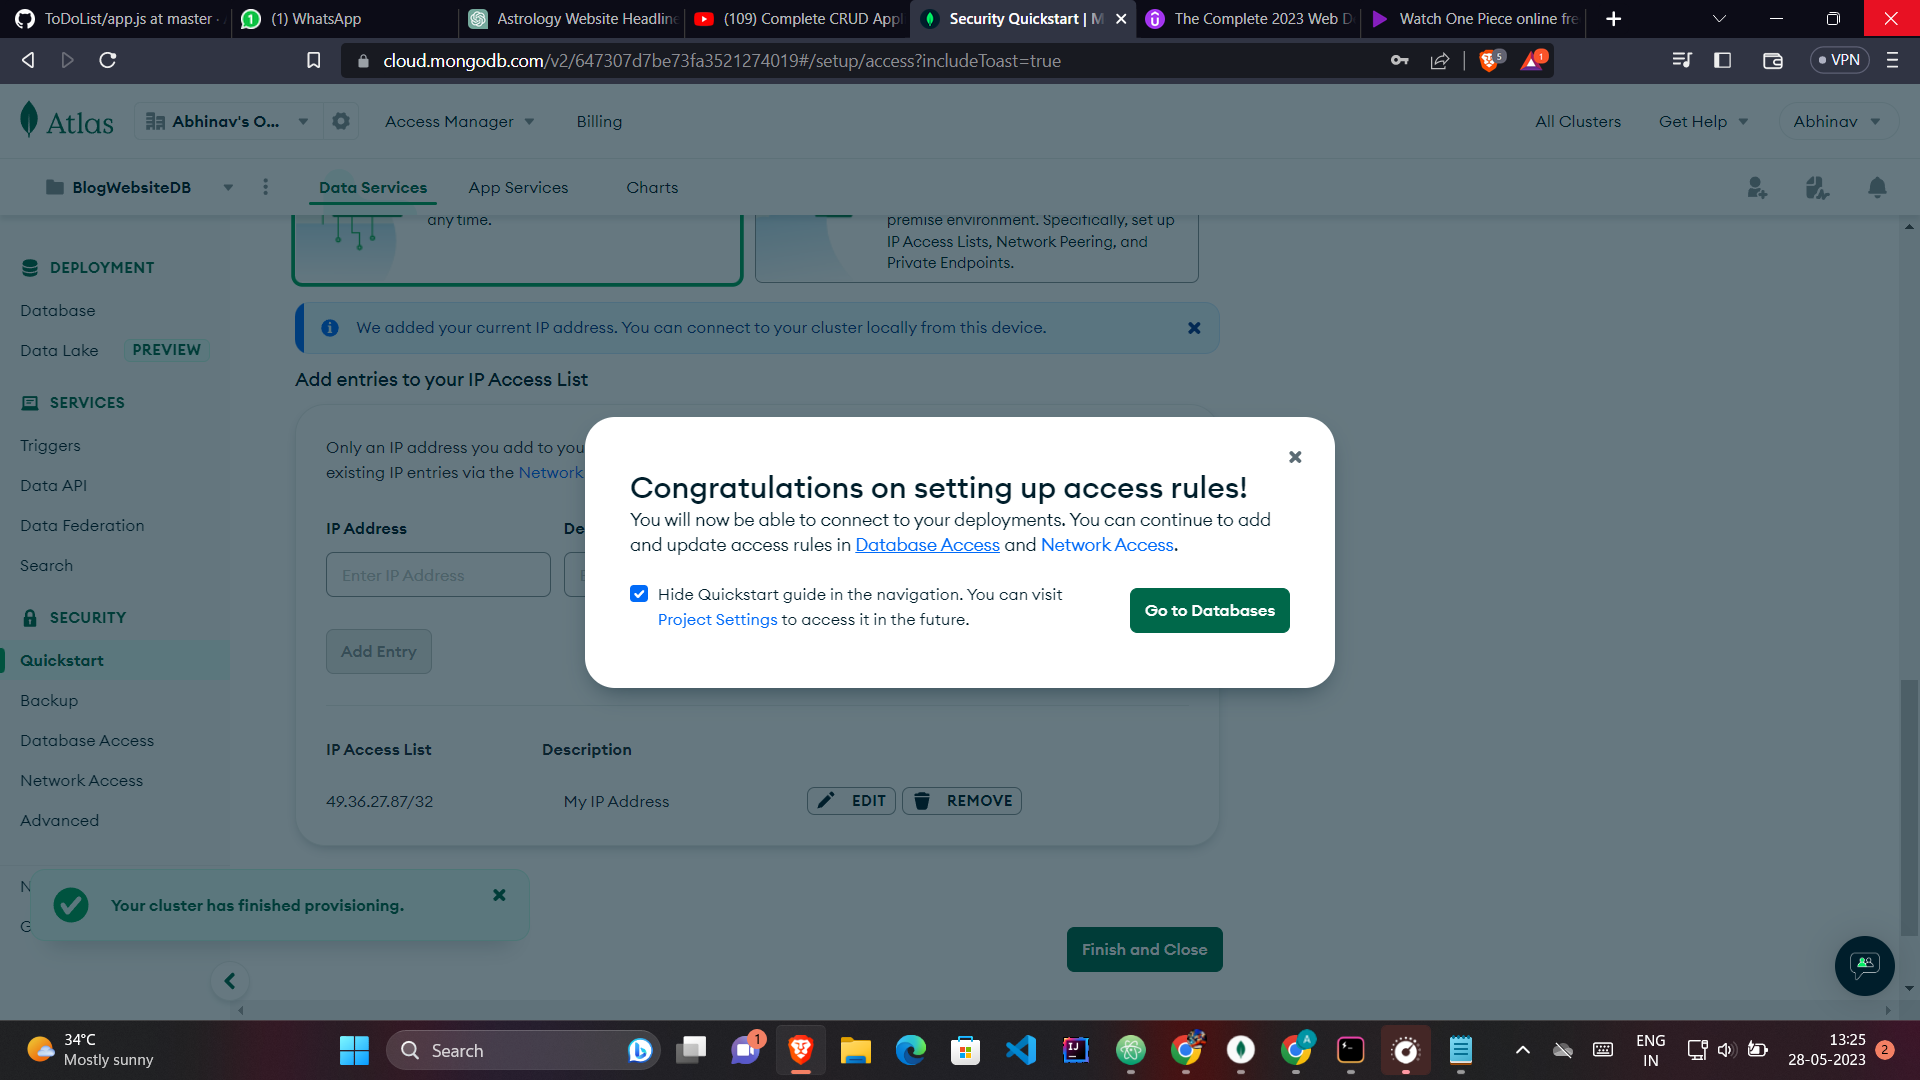 ToDoList/app.js at master ·
(1) WhatsApp
Astrology Website Headline
(109) Complete CRUD Appl
Security Quickstart | M
The Complete 2023 Web D
Watch One Piece online fre
cloud.mongodb.com/v2/647307d7be73fa3521274019#/setup/access?includeToast=true
5
1
VPN
Atlas
Abhinav's O...
Access Manager
Billing
All Clusters
Get Help
Abhinav
BlogWebsiteDB
Data Services
App Services
Charts
any time.
premise environment. Specifically, set up
IP Access Lists, Network Peering, and
Private Endpoints.
DEPLOYMENT
Database
Data Lake PREVIEW
SERVICES
Triggers
Data API
Data Federation
Search
SECURITY
Quickstart
Backup
Database Access
Network Access
Advanced
N
G
We added your current IP address. You can connect to your cluster locally from this device.
Add entries to your IP Access List
Only an IP address you add to you
existing IP entries via the Network
IP Address
De
Enter IP Address
E
Add Entry
IP Access List
Description
49.36.27.87/32
My IP Address
EDIT
REMOVE
Congratulations on setting up access rules!
You will now be able to connect to your deployments. You can continue to add
and update access rules in Database Access and Network Access.
Hide Quickstart guide in the navigation. You can visit
Project Settings to access it in the future.
Go to Databases
Your cluster has finished provisioning.
Finish and Close
34°C
Mostly sunny
Search
1
A
ENG
IN
13:25
28-05-2023
2